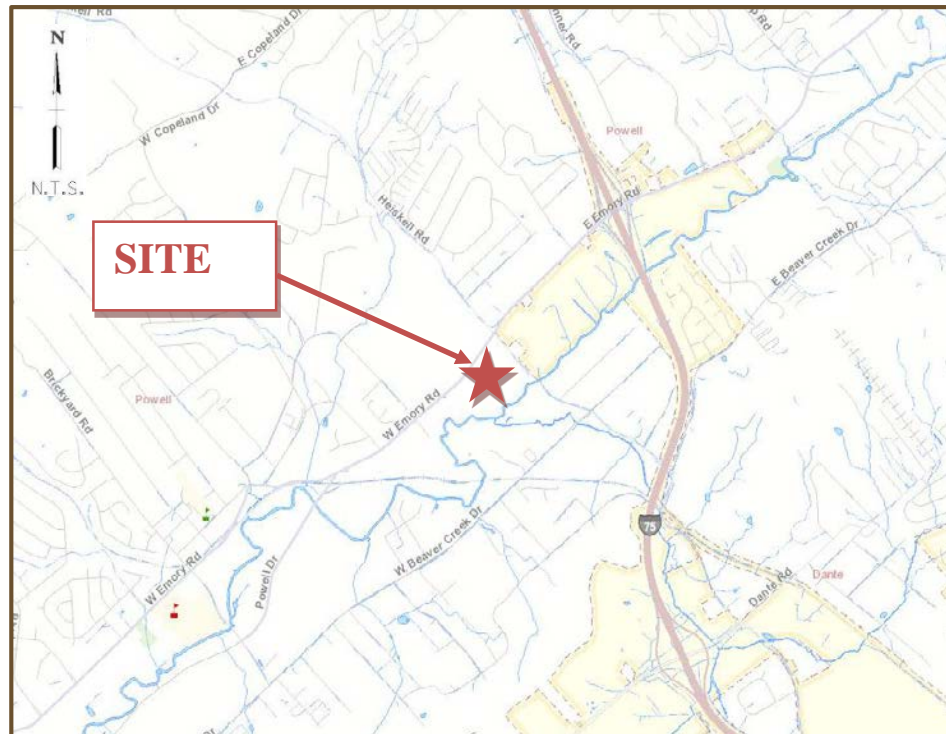 N
N.T.S.
E Copeland Dr
W Copeland Dr
Heiskell Rd
Powell
E Emory Rd
E Beaver Creek Dr
SITE
Brickyard Rd
Powell
W Emory Rd
W Beaver Creek Dr
75
W Emory Rd
Powell Dr
Dante Rd
Dante